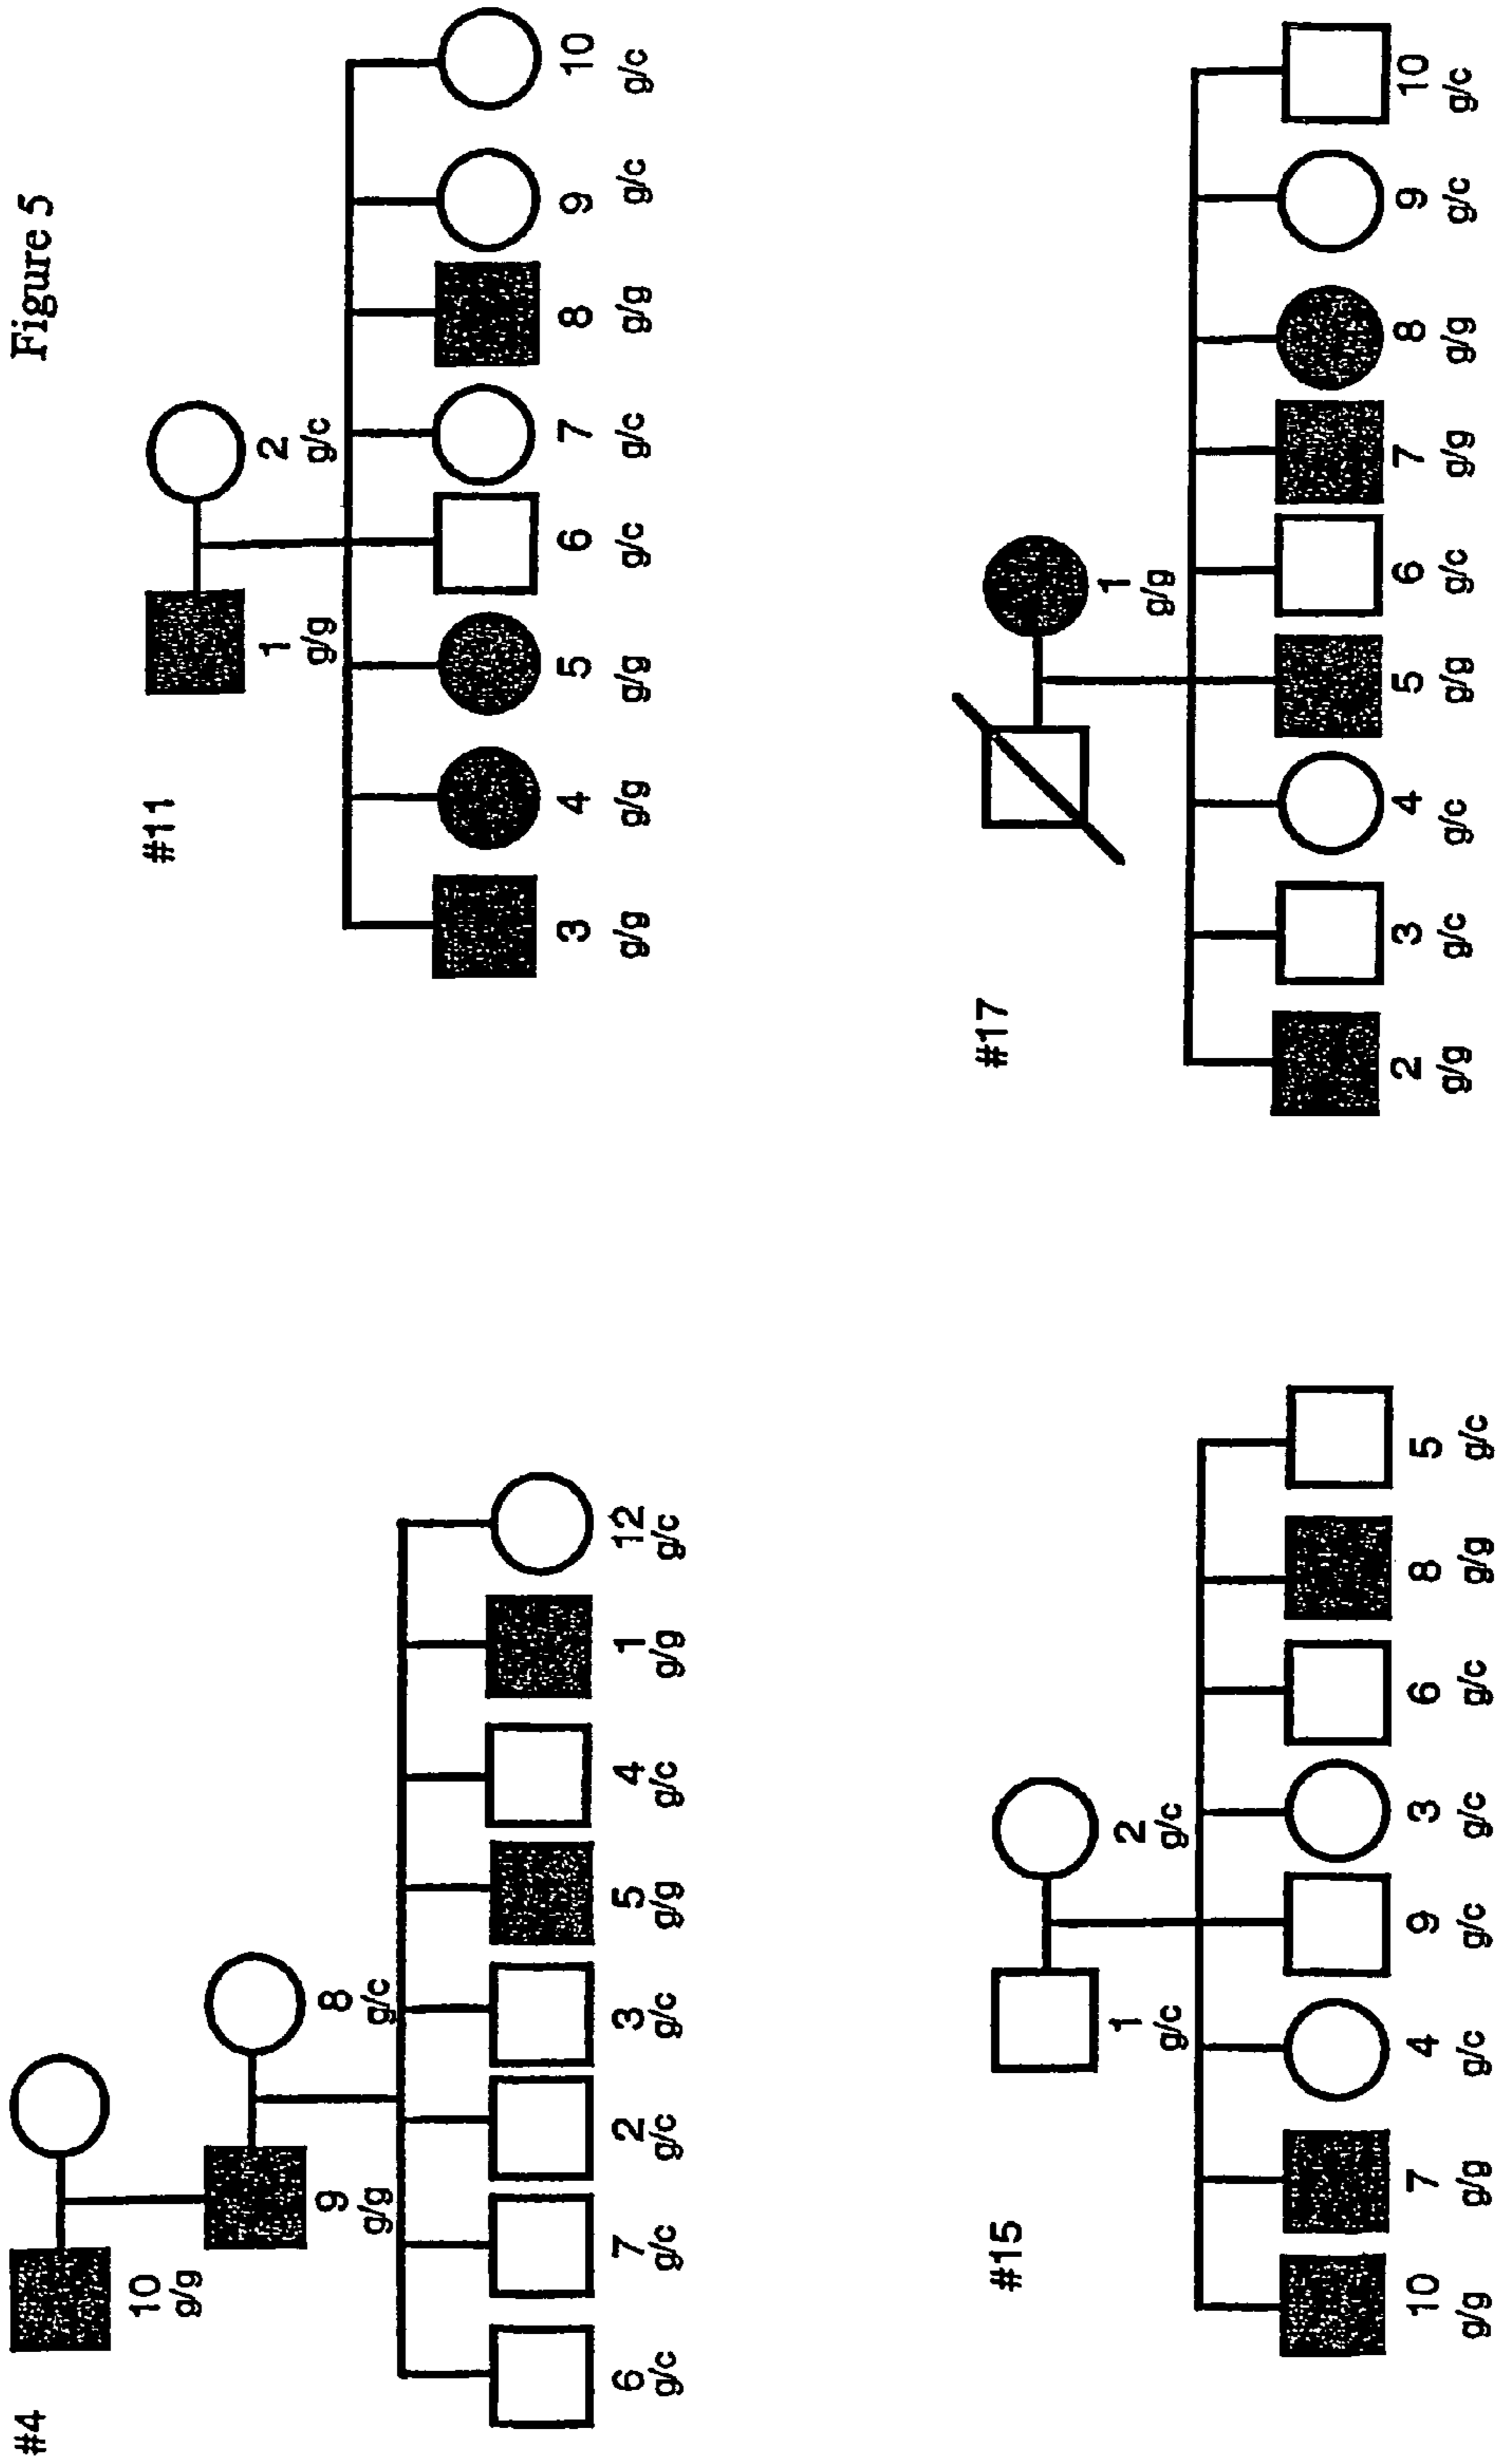 Figure 5
#4
10
g/g
9
g/g
8
g/c
6 7 2 3 5 4 1 12
g/c g/c g/c g/c g/g g/c g/g g/c
#11
1 2
g/g g/c
3 4 5 6 7 8 9 10
g/g g/g g/g g/c g/c g/g g/c g/c
#15
1 2
g/c g/c
10 7 4 9 3 6 8 5
g/g g/g g/c g/c g/c g/c g/g g/c
#17
1
g/g
2 3 4 5 6 7 8 9 10
g/g g/c g/c g/g g/c g/g g/g g/c g/c